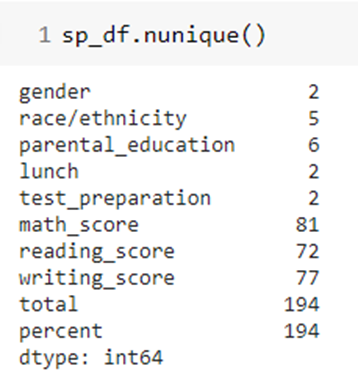 1 sp_df.nunique()
gender 2
race/ethnicity 5
parental_education 6
lunch 2
test_preparation 2
math_score 81
reading_score 72
writing_score 77
total 194
percent 194
dtype: int64